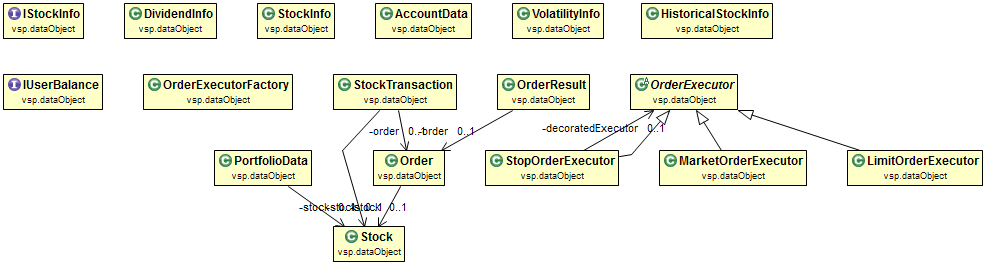 IStockInfo
vsp.dataObject
DividendInfo
vsp.dataObject
StockInfo
vsp.dataObject
AccountData
vsp.dataObject
VolatilityInfo
vsp.dataObject
HistoricalStockInfo
vsp.dataObject
IUserBalance
vsp.dataObject
OrderExecutorFactory
vsp.dataObject
StockTransaction
vsp.dataObject
OrderResult
vsp.dataObject
OrderExecutor
vsp.dataObject
-order 0..1
-order 0..1
-decoratedExecutor 0..1
PortfolioData
vsp.dataObject
Order
vsp.dataObject
StopOrderExecutor
vsp.dataObject
MarketOrderExecutor
vsp.dataObject
LimitOrderExecutor
vsp.dataObject
-stock 0..1
-stock 0..1
-stock 0..1
Stock
vsp.dataObject